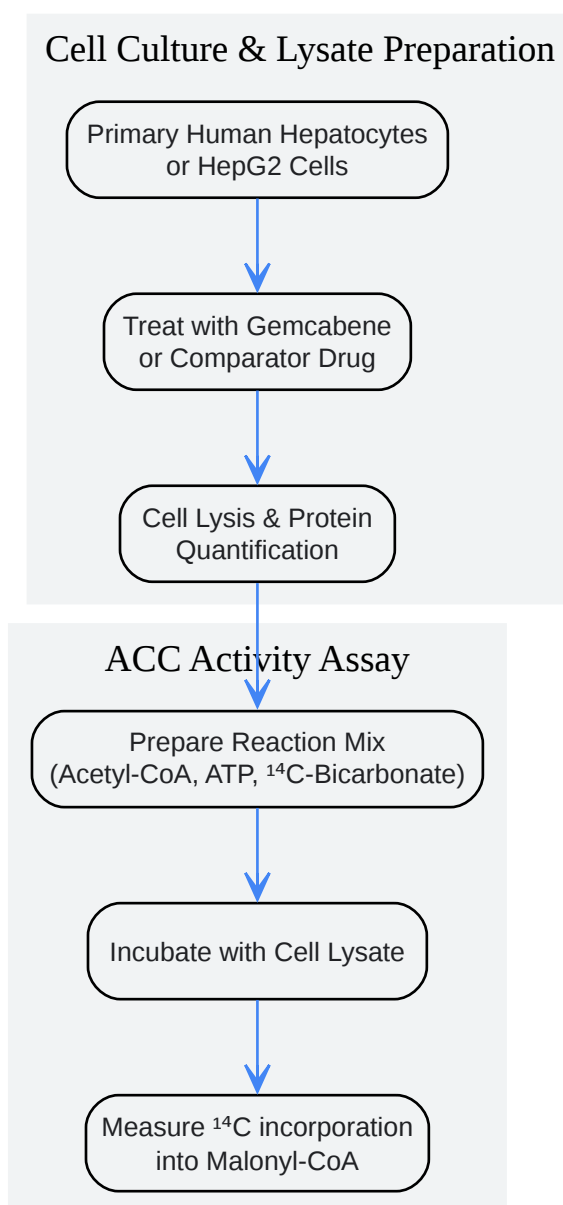 Cell Culture & Lysate Preparation
Primary Human Hepatocytes
or HepG2 Cells
Treat with Gemcabene
or Comparator Drug
Cell Lysis & Protein
Quantification
ACC Activity Assay
Prepare Reaction Mix
(Acetyl-CoA, ATP, ¹⁴C-Bicarbonate)
Incubate with Cell Lysate
Measure ¹⁴C incorporation
into Malonyl-CoA